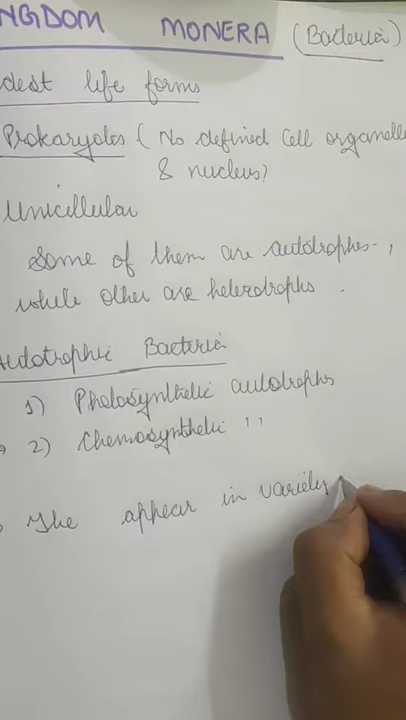 NGDOM MONERA (Bacteria)
dest life forms
Prokaryotes ( No defined Cell organelle
& nucleus)
Unicellular
Some of them are autotrophs,
while other are heterotrophs .
Autotrophic Bacteria
1) Photosynthetic autotrophs
2) Chemosynthetic ''
The appear in variety